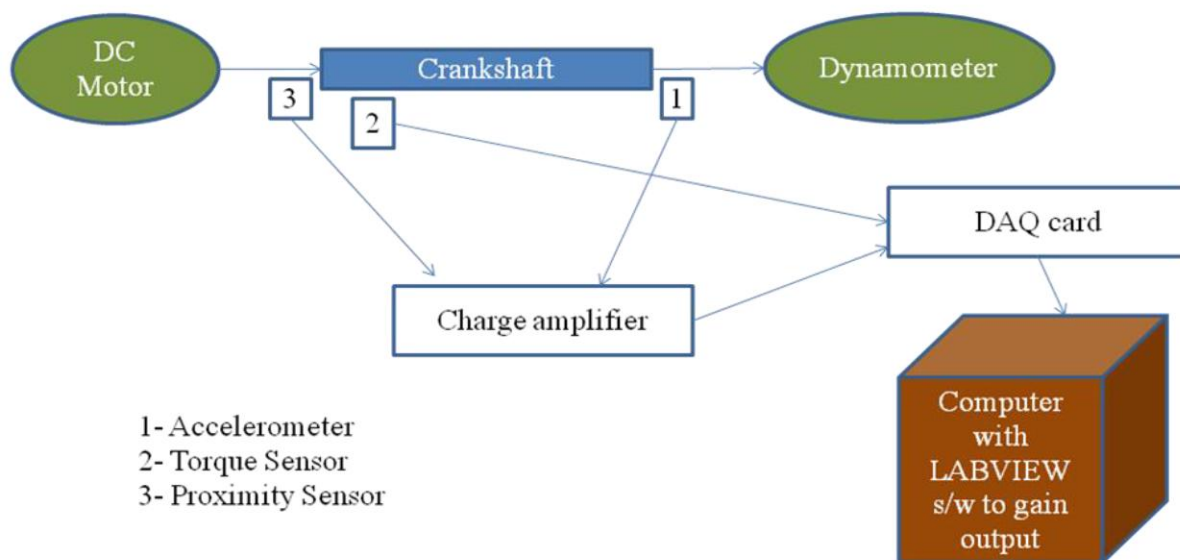 DC
Motor
Crankshaft
Dynamometer
3
2
1
DAQ card
Charge amplifier
Computer
with
LABVIEW
s/w to gain
output
1- Accelerometer
2- Torque Sensor
3- Proximity Sensor